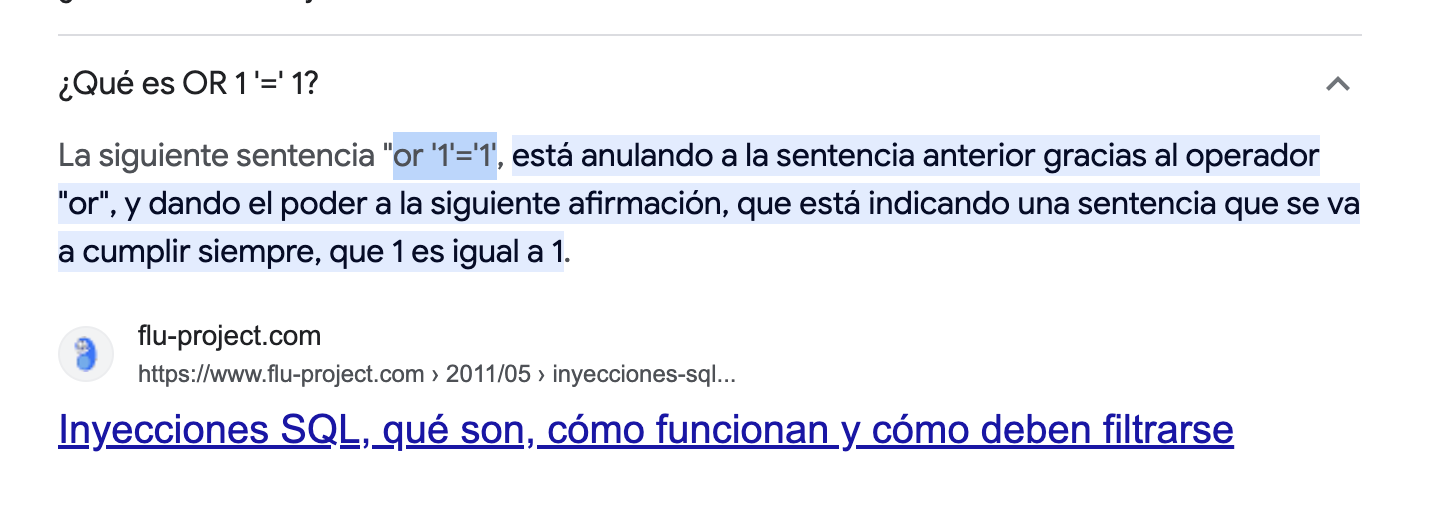 ¿Qué es OR 1 '=' 1?
La siguiente sentencia "or '1'='1', está anulando a la sentencia anterior gracias al operador
"or", y dando el poder a la siguiente afirmación, que está indicando una sentencia que se va
a cumplir siempre, que 1 es igual a 1.
flu-project.com
https://www.flu-project.com › 2011/05 › inyecciones-sql...
Inyecciones SQL, qué son, cómo funcionan y cómo deben filtrarse